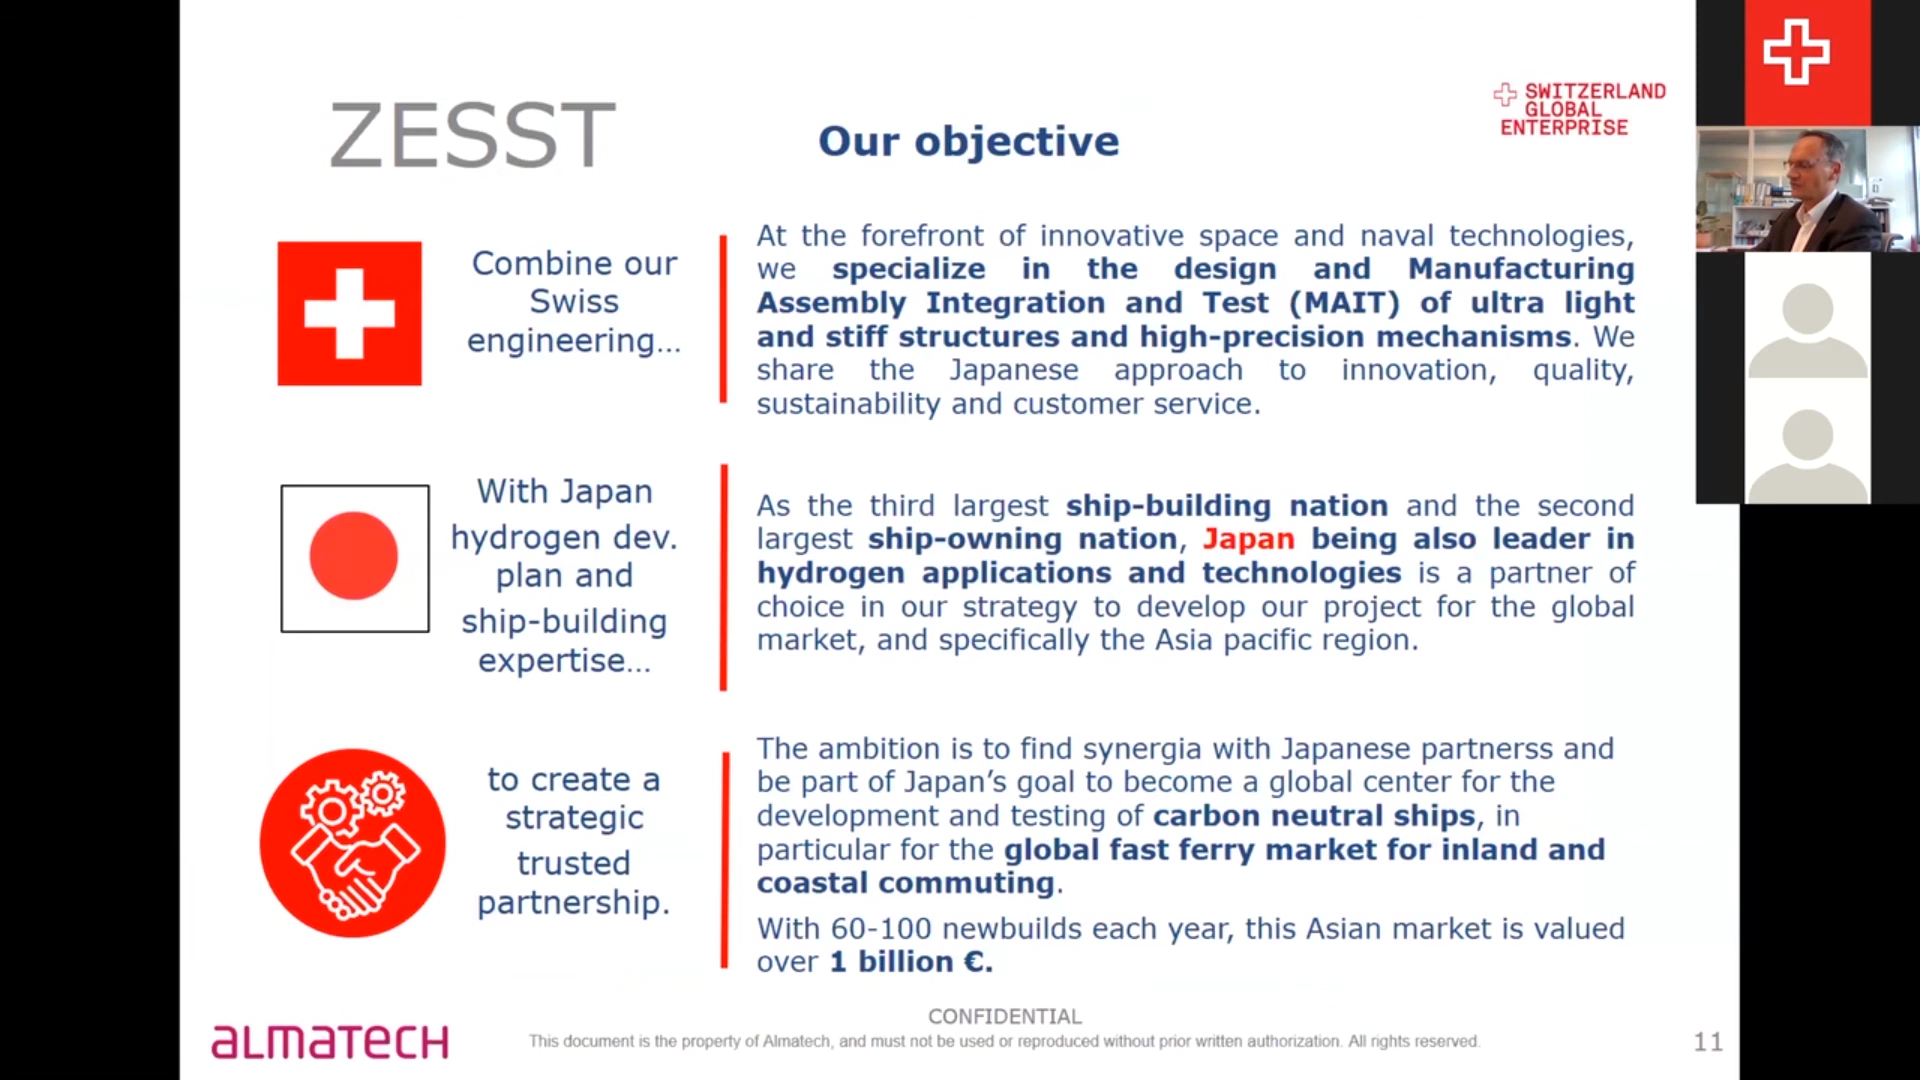 ZESST
Our objective
SWITZERLAND
GLOBAL
ENTERPRISE
Combine our
Swiss
engineering...
At the forefront of innovative space and naval technologies,
we specialize in the design and Manufacturing
Assembly Integration and Test (MAIT) of ultra light
and stiff structures and high-precision mechanisms. We
share the Japanese approach to innovation, quality,
sustainability and customer service.
With Japan
hydrogen dev.
plan and
ship-building
expertise...
As the third largest ship-building nation and the second
largest ship-owning nation, Japan being also leader in
hydrogen applications and technologies is a partner of
choice in our strategy to develop our project for the global
market, and specifically the Asia pacific region.
to create a
strategic
trusted
partnership.
The ambition is to find synergia with Japanese partnerss and
be part of Japan’s goal to become a global center for the
development and testing of carbon neutral ships, in
particular for the global fast ferry market for inland and
coastal commuting.
With 60-100 newbuilds each year, this Asian market is valued
over 1 billion €.
ALMATECH
CONFIDENTIAL
This document is the property of Almatech, and must not be used or reproduced without prior written authorization. All rights reserved.
11